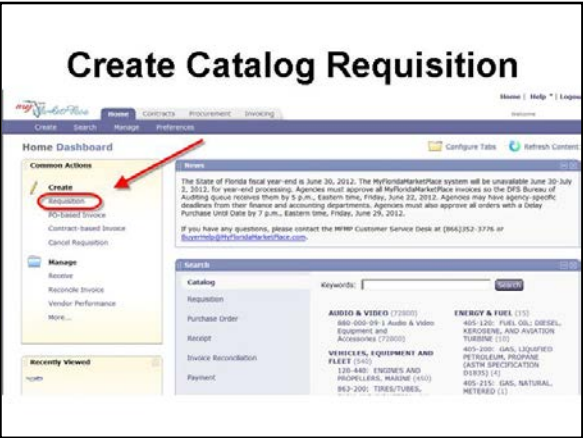 Create Catalog Requisition
Home | Help * | Logou
my MarketPlace
Home Contracts Procurement Invoicing
Welcome
Create Search Manage Preferences
Home Dashboard
Configure Tabs Refresh Content
Common Actions
Create
Requisition
PO-based Invoice
Contract-based Invoice
Cancel Requisition
Manage
Receive
Reconcile Invoice
Vendor Performance
More...
Recently Viewed
News
The State of Florida fiscal year-end is June 30, 2012. The MyFloridaMarketPlace system will be unavailable June 30-July
2, 2012, for year-end processing. Agencies must approve all MyFloridaMarketPlace invoices so the DFS Bureau of
Auditing queue receives them by 5 p.m., Eastern time, Friday, June 22, 2012. Agencies may have agency-specific
deadlines from their finance and accounting departments. Agencies must also approve all orders with a Delay
Purchase Until Date by 7 p.m., Eastern time, Friday, June 29, 2012.
If you have any questions, please contact the MFMP Customer Service Desk at (866)352-3776 or
BuyerHelp@MyFloridaMarketPlace.com.
Search
Catalog
Requisition
Purchase Order
Receipt
Invoice Reconciliation
Payment
Keywords:
Search
AUDIO & VIDEO (72800)
880-000-09-1 Audio & Video
Equipment and
Accessories (72800)
VEHICLES, EQUIPMENT AND
FLEET (540)
120-440: ENGINES AND
PROPELLERS, MARINE (450)
863-200: TIRES/TUBES,
ENERGY & FUEL (15)
405-120: FUEL OIL: DIESEL,
KEROSENE, AND AVIATION
TURBINE (10)
405-200: GAS, LIQUIFIED
PETROLEUM, PROPANE
(ASTM SPECIFICATION
D1835) (4)
405-215: GAS, NATURAL,
METERED (1)